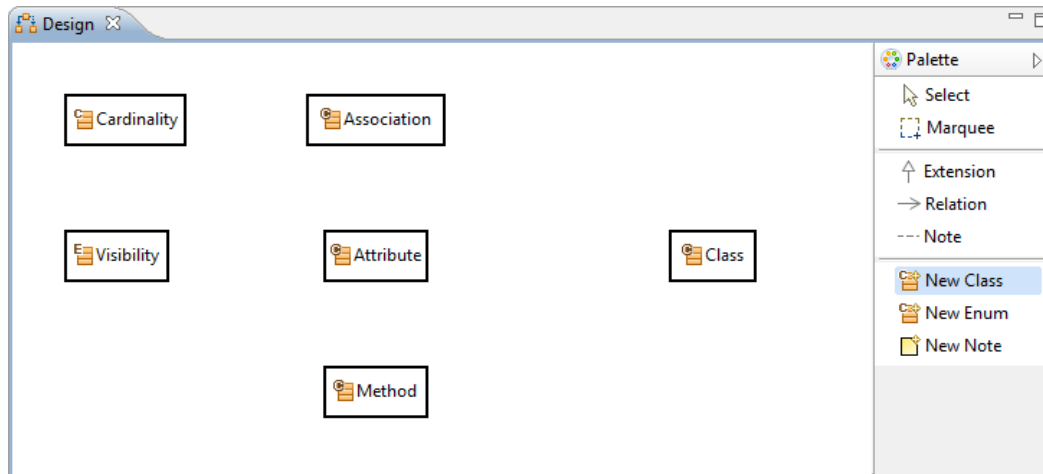 Design
Palette
Select
Marquee
Extension
Relation
Note
New Class
New Enum
New Note
C Cardinality
C Association
E Visibility
C Attribute
C Class
C Method